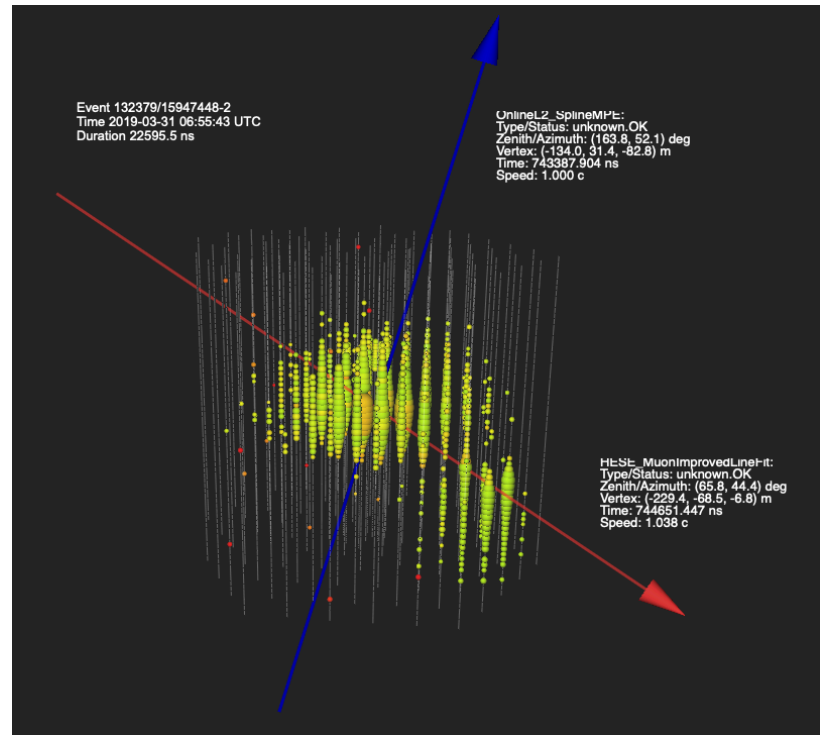 Event 132379/15947448-2
Time 2019-03-31 06:55:43 UTC
Duration 22595.5 ns
OnlineL2_SplineMPE:
Type/Status: unknown.OK
Zenith/Azimuth: (163.8, 52.1) deg
Vertex: (-134.0, 31.4, -82.8) m
Time: 743387.904 ns
Speed: 1.000 c
HESE_MuonImprovedLineFit:
Type/Status: unknown.OK
Zenith/Azimuth: (65.8, 44.4) deg
Vertex: (-229.4, -68.5, -6.8) m
Time: 744651.447 ns
Speed: 1.038 c